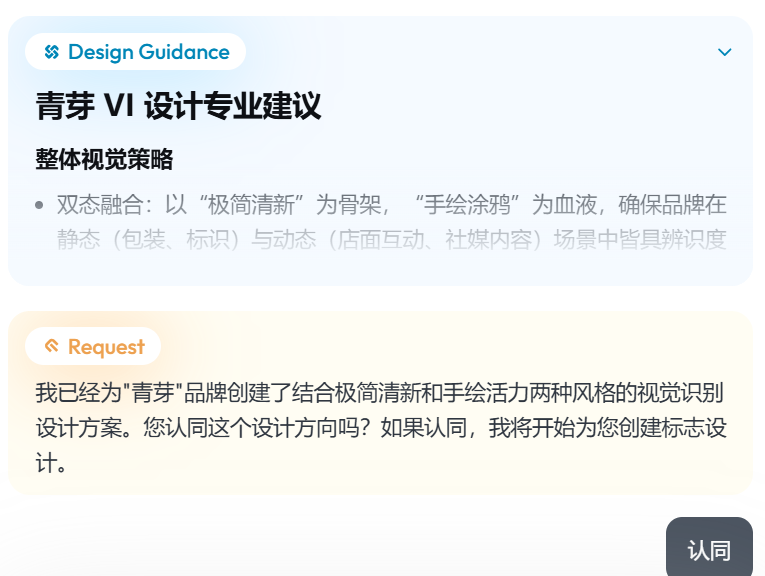 Design Guidance
青芽 VI 设计专业建议
整体视觉策略
双态融合：以“极简清新”为骨架，“手绘涂鸦”为血液，确保品牌在
静态（包装、标识）与动态（店面互动、社媒内容）场景中皆具辨识度
Request
我已经为"青芽"品牌创建了结合极简清新和手绘活力两种风格的视觉识别
设计方案。您认同这个设计方向吗？如果认同，我将开始为您创建标志设
计。
认同